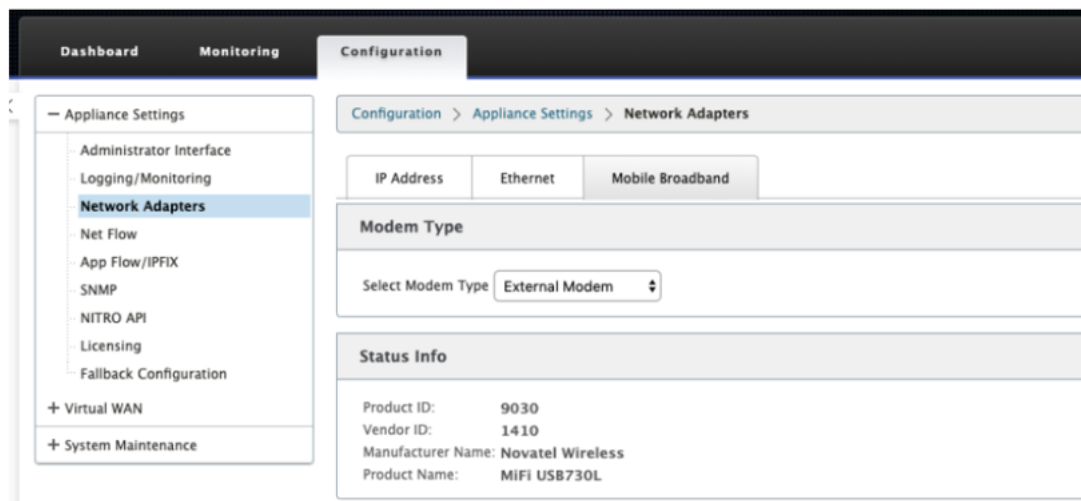 Dashboard Monitoring Configuration
− Appliance Settings
Administrator Interface
Logging/Monitoring
Network Adapters
Net Flow
App Flow/IPFIX
SNMP
NITRO API
Licensing
Fallback Configuration
+ Virtual WAN
+ System Maintenance
Configuration > Appliance Settings > Network Adapters
IP Address Ethernet Mobile Broadband
Modem Type
Select Modem Type External Modem
Status Info
Product ID: 9030
Vendor ID: 1410
Manufacturer Name: Novatel Wireless
Product Name: MiFi USB730L